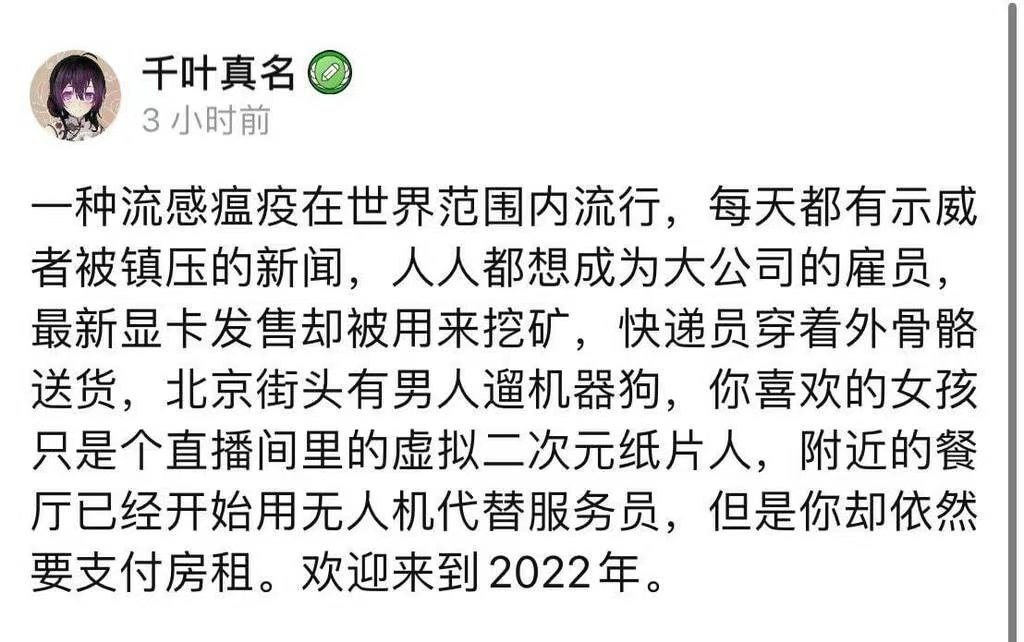 千叶真名
3 小时前
一种流感瘟疫在世界范围内流行，每天都有示威
者被镇压的新闻，人人都想成为大公司的雇员，
最新显卡发售却被用来挖矿，快递员穿着外骨骼
送货，北京街头有男人遛机器狗，你喜欢的女孩
只是个直播间里的虚拟二次元纸片人，附近的餐
厅已经开始用无人机代替服务员，但是你却依然
要支付房租。欢迎来到2022年。